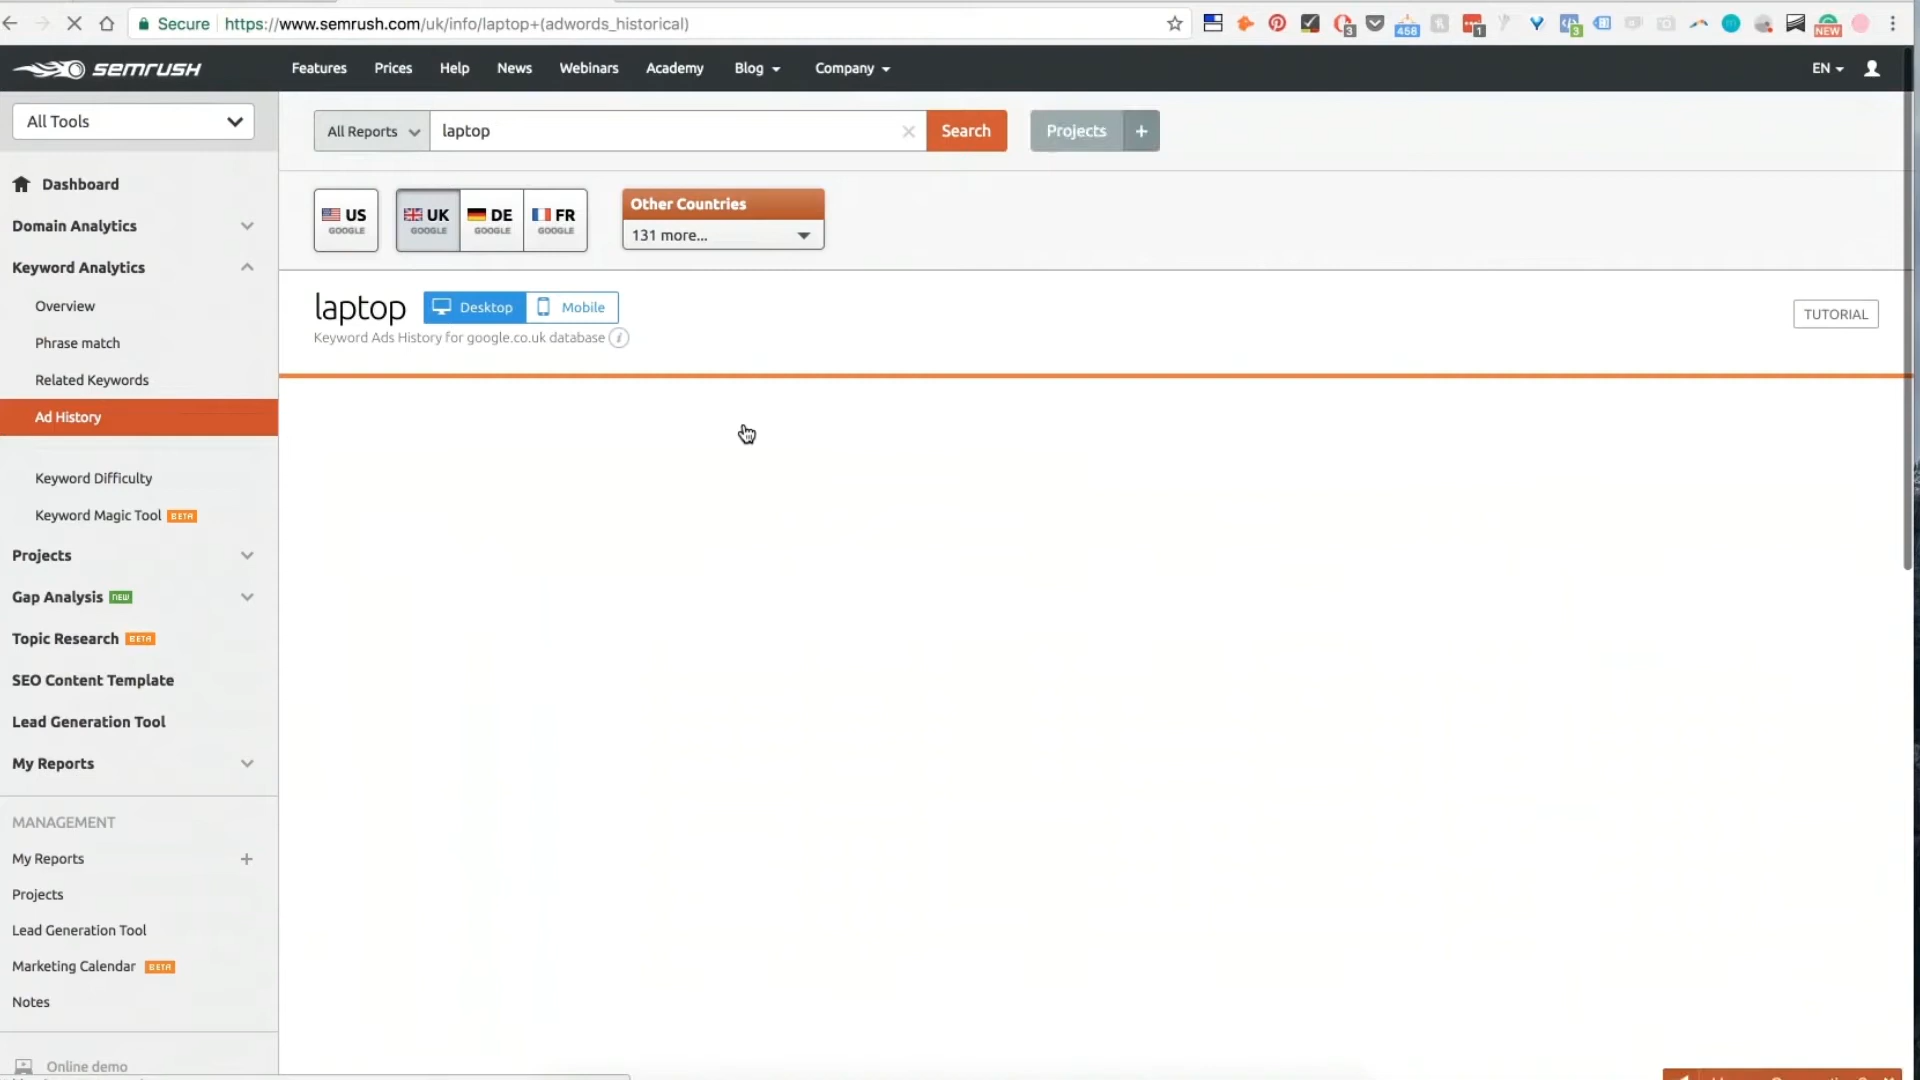 Secure https://www.semrush.com/uk/info/laptop+(adwords_historical)
3 458 1 3 NEW
SEMRUSH Features Prices Help News Webinars Academy Blog Company EN
All Tools
All Reports laptop Search Projects +
Dashboard
US GOOGLE UK GOOGLE DE GOOGLE FR GOOGLE
Other Countries
131 more...
Domain Analytics
Keyword Analytics
Overview
Phrase match
Related Keywords
Ad History
Keyword Difficulty
Keyword Magic Tool BETA
Projects
Gap Analysis NEW
Topic Research BETA
SEO Content Template
Lead Generation Tool
My Reports
MANAGEMENT
My Reports +
Projects
Lead Generation Tool
Marketing Calendar BETA
Notes
Online demo
laptop Desktop Mobile
Keyword Ads History for google.co.uk database i
TUTORIAL